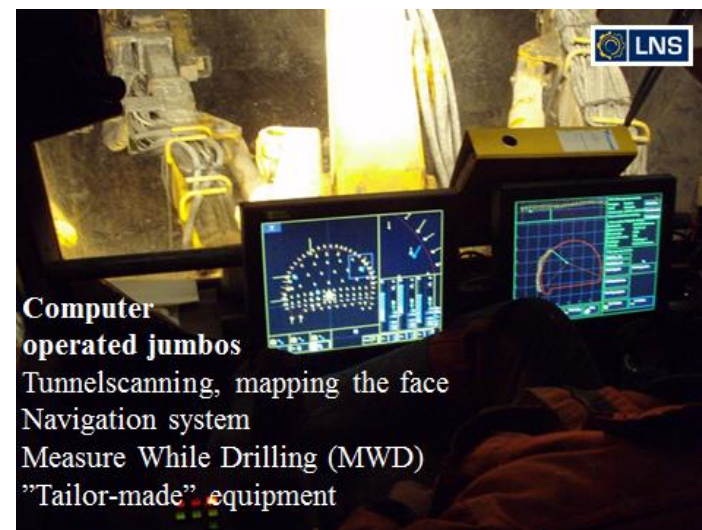 LNS
Computer
operated jumbos
Tunnelscanning, mapping the face
Navigation system
Measure While Drilling (MWD)
”Tailor-made” equipment